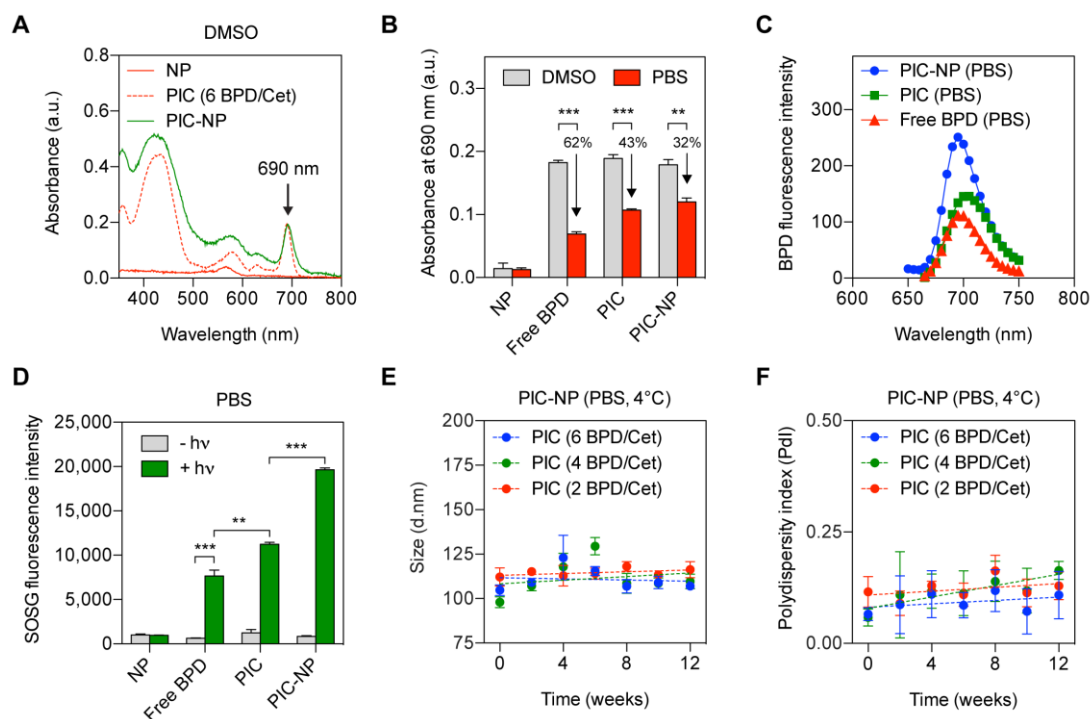 A
DMSO
Absorbance (a.u.)
0.8
0.6
0.4
0.2
0.0
NP
PIC (6 BPD/Cet)
PIC-NP
690 nm
400 500 600 700 800
Wavelength (nm)
B
Absorbance at 690 nm (a.u.)
0.3
0.2
0.1
0.0
DMSO PBS
*** *** **
62% 43% 32%
NP Free BPD PIC PIC-NP
C
BPD fluorescence intensity
300
200
100
0
PIC-NP (PBS)
PIC (PBS)
Free BPD (PBS)
600 650 700 750 800
Wavelength (nm)
D
PBS
SOSG fluorescence intensity
25,000
20,000
15,000
10,000
5,000
0
- hν
+ hν
***
**
***
NP Free BPD PIC PIC-NP
E
PIC-NP (PBS, 4°C)
Size (d.nm)
200
175
150
125
100
75
PIC (6 BPD/Cet)
PIC (4 BPD/Cet)
PIC (2 BPD/Cet)
0 4 8 12
Time (weeks)
F
PIC-NP (PBS, 4°C)
Polydispersity index (PdI)
0.50
0.25
0.00
PIC (6 BPD/Cet)
PIC (4 BPD/Cet)
PIC (2 BPD/Cet)
0 4 8 12
Time (weeks)